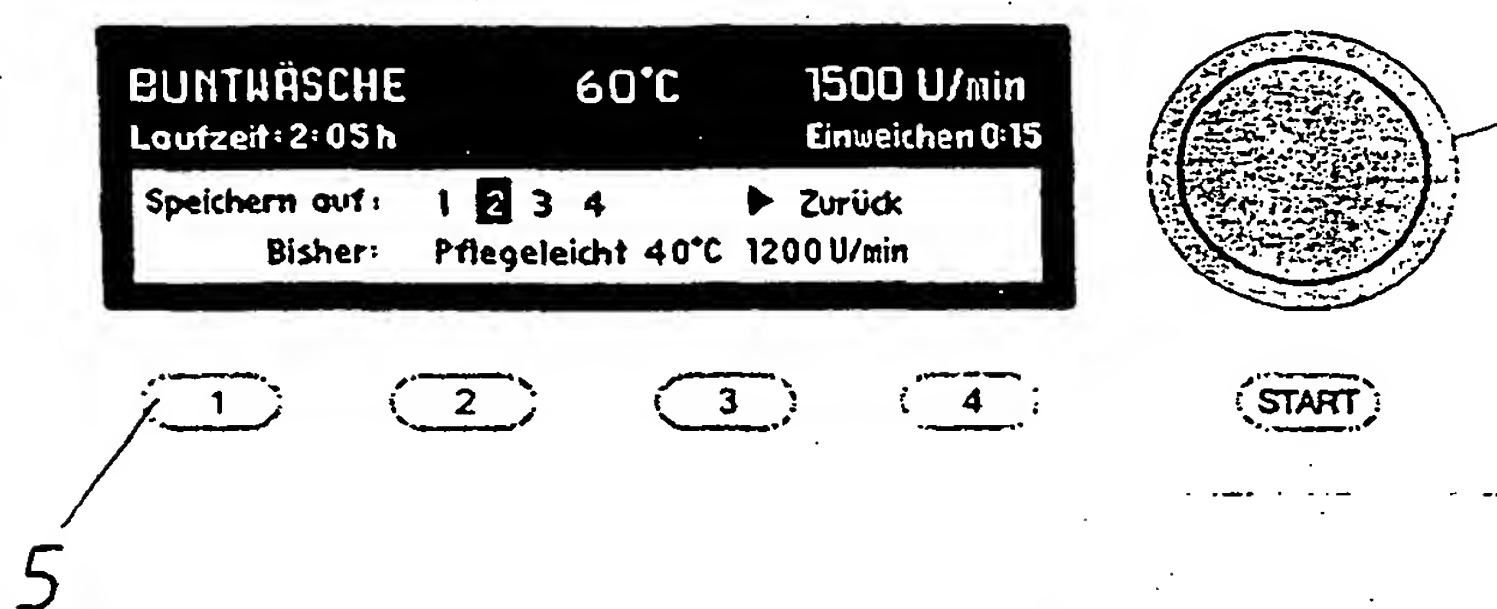 BUNTWÄSCHE 60°C 1500 U/min
Laufzeit: 2:05 h Einweichen 0:15
Speichern auf: 1 2 3 4 ▶ Zurück
Bisher: Pflegeleicht 40°C 1200 U/min
1 2 3 4 START
5